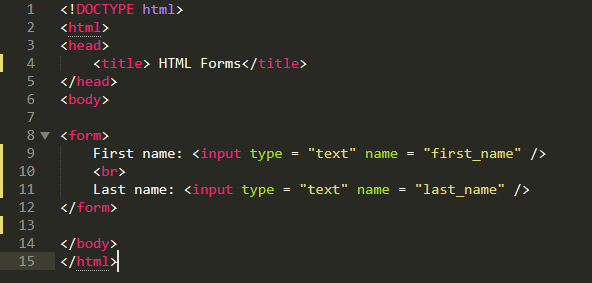 1 <!DOCTYPE html>
2 <html>
3 <head>
4     <title> HTML Forms</title>
5 </head>
6 <body>
7
8 <form>
9     First name: <input type = "text" name = "first_name" />
10     <br>
11     Last name: <input type = "text" name = "last_name" />
12 </form>
13
14 </body>
15 </html>